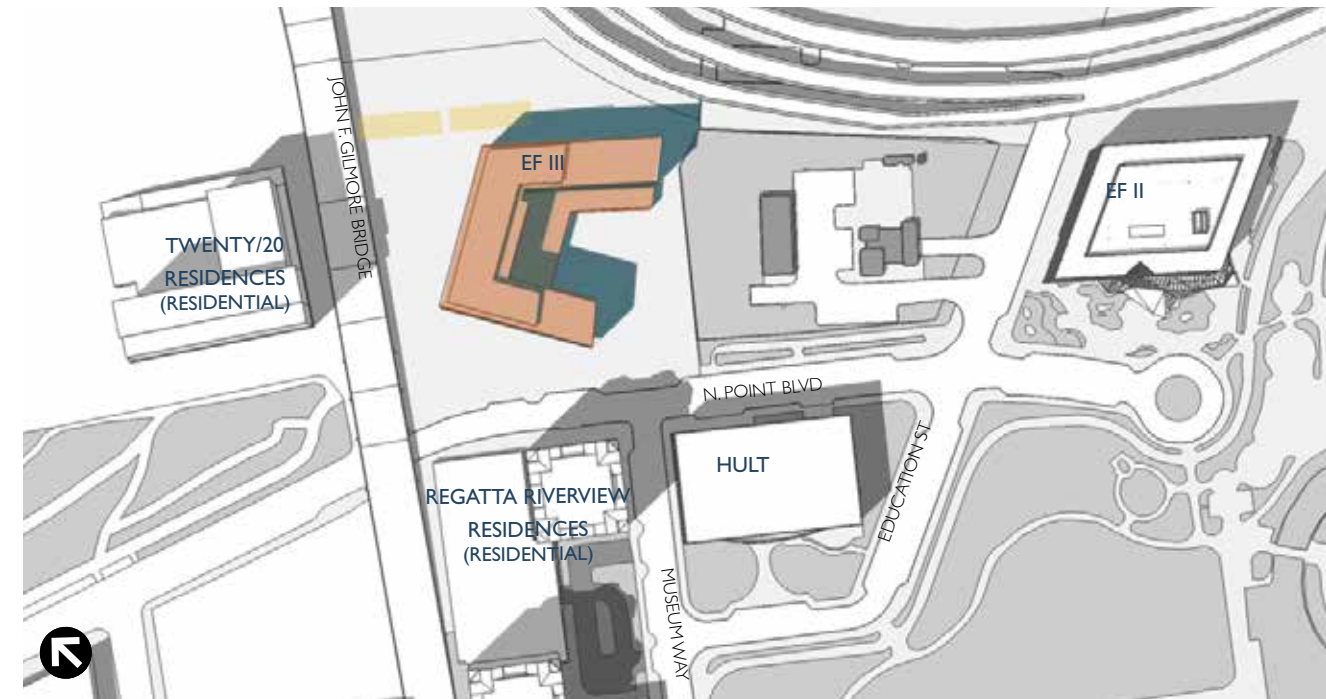 JOHN F. GILMORE BRIDGE
EF III
EF II
TWENTY/20
RESIDENCES
(RESIDENTIAL)
N. POINT BLVD
HULT
EDUCATION ST
REGATTA RIVERVIEW
RESIDENCES
(RESIDENTIAL)
MUSEUM WAY